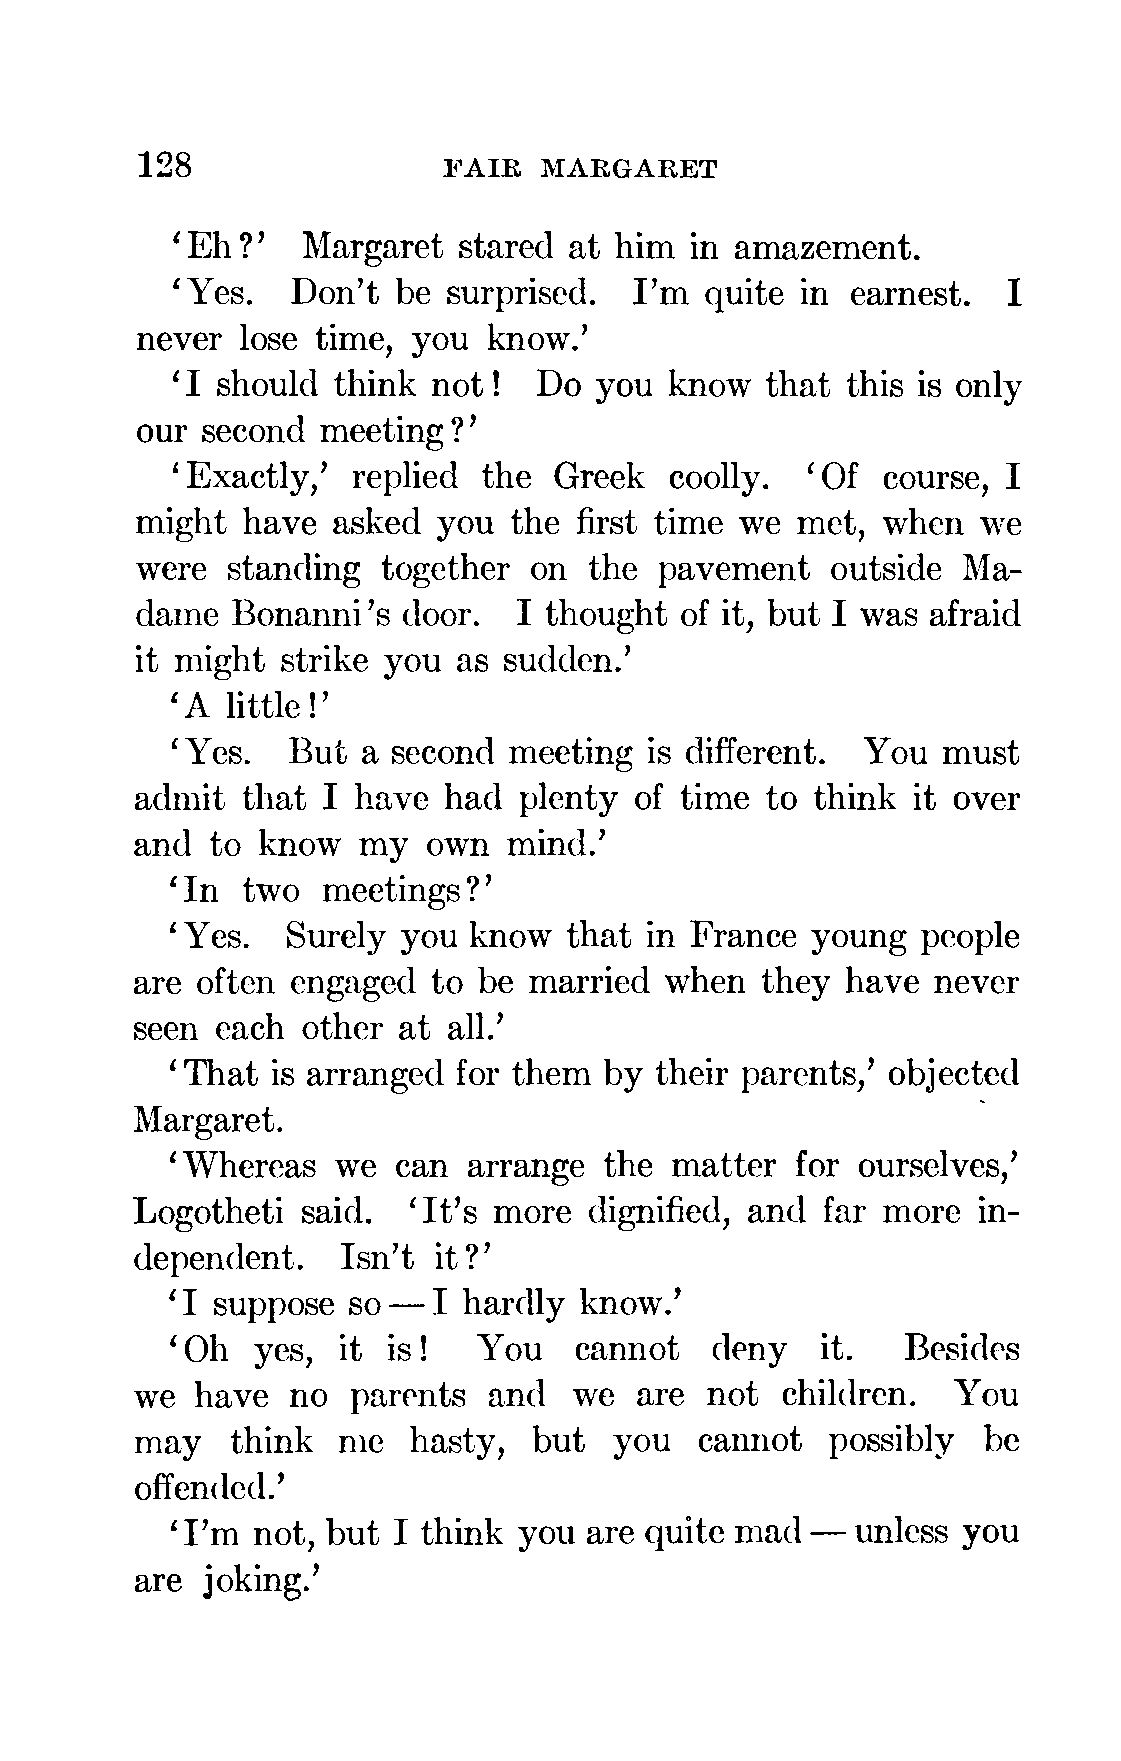 128 FAIR MARGARET
‘Eh?’ Margaret stared at him in amazement.
‘Yes. Don’t be surprised. I’m quite in earnest. I
never lose time, you know.’
‘I should think not! Do you know that this is only
our second meeting?’
‘Exactly,’ replied the Greek coolly. ‘Of course, I
might have asked you the first time we met, when we
were standing together on the pavement outside Ma-
dame Bonanni’s door. I thought of it, but I was afraid
it might strike you as sudden.’
‘A little!’
‘Yes. But a second meeting is different. You must
admit that I have had plenty of time to think it over
and to know my own mind.’
‘In two meetings?’
‘Yes. Surely you know that in France young people
are often engaged to be married when they have never
seen each other at all.’
‘That is arranged for them by their parents,’ objected
Margaret.
‘Whereas we can arrange the matter for ourselves,’
Logotheti said. ‘It’s more dignified, and far more in-
dependent. Isn’t it?’
‘I suppose so — I hardly know.’
‘Oh yes, it is! You cannot deny it. Besides
we have no parents and we are not children. You
may think me hasty, but you cannot possibly be
offended.’
‘I’m not, but I think you are quite mad — unless you
are joking.’